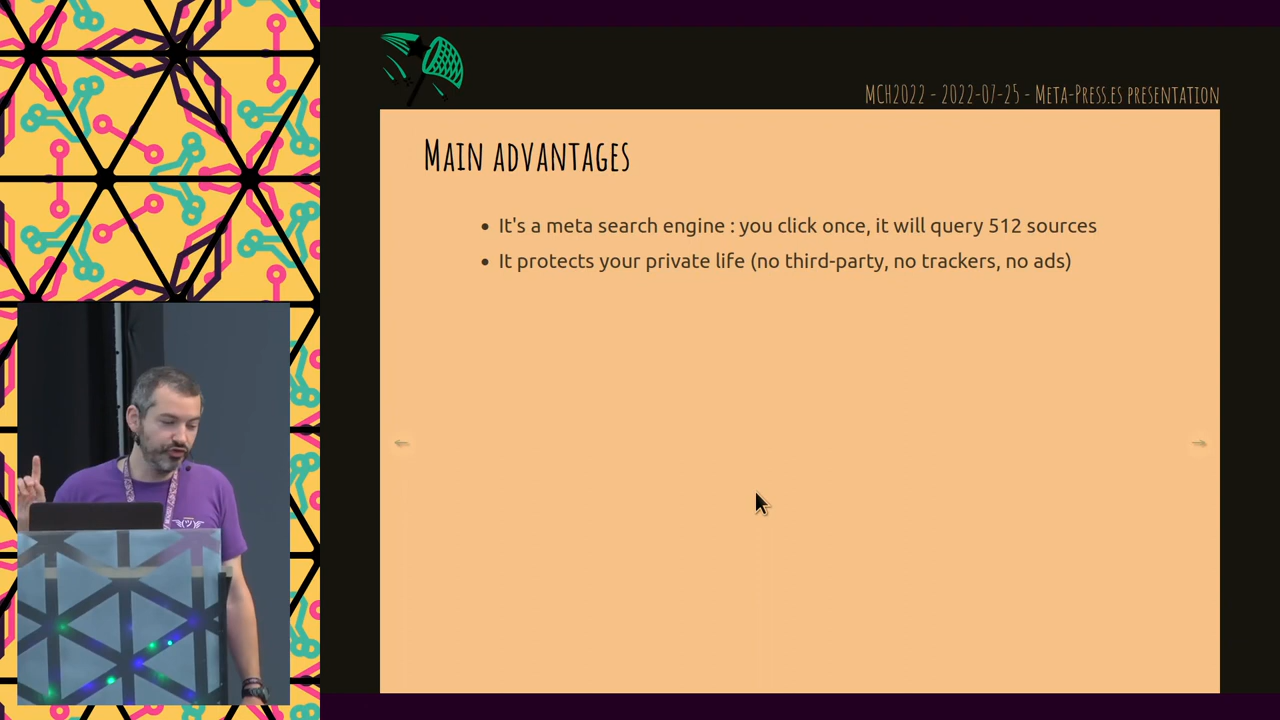 MCH2022 - 2022-07-25 - Meta-Press.es presentation
Main advantages
• It's a meta search engine : you click once, it will query 512 sources
• It protects your private life (no third-party, no trackers, no ads)
¯\_(ツ)_/¯